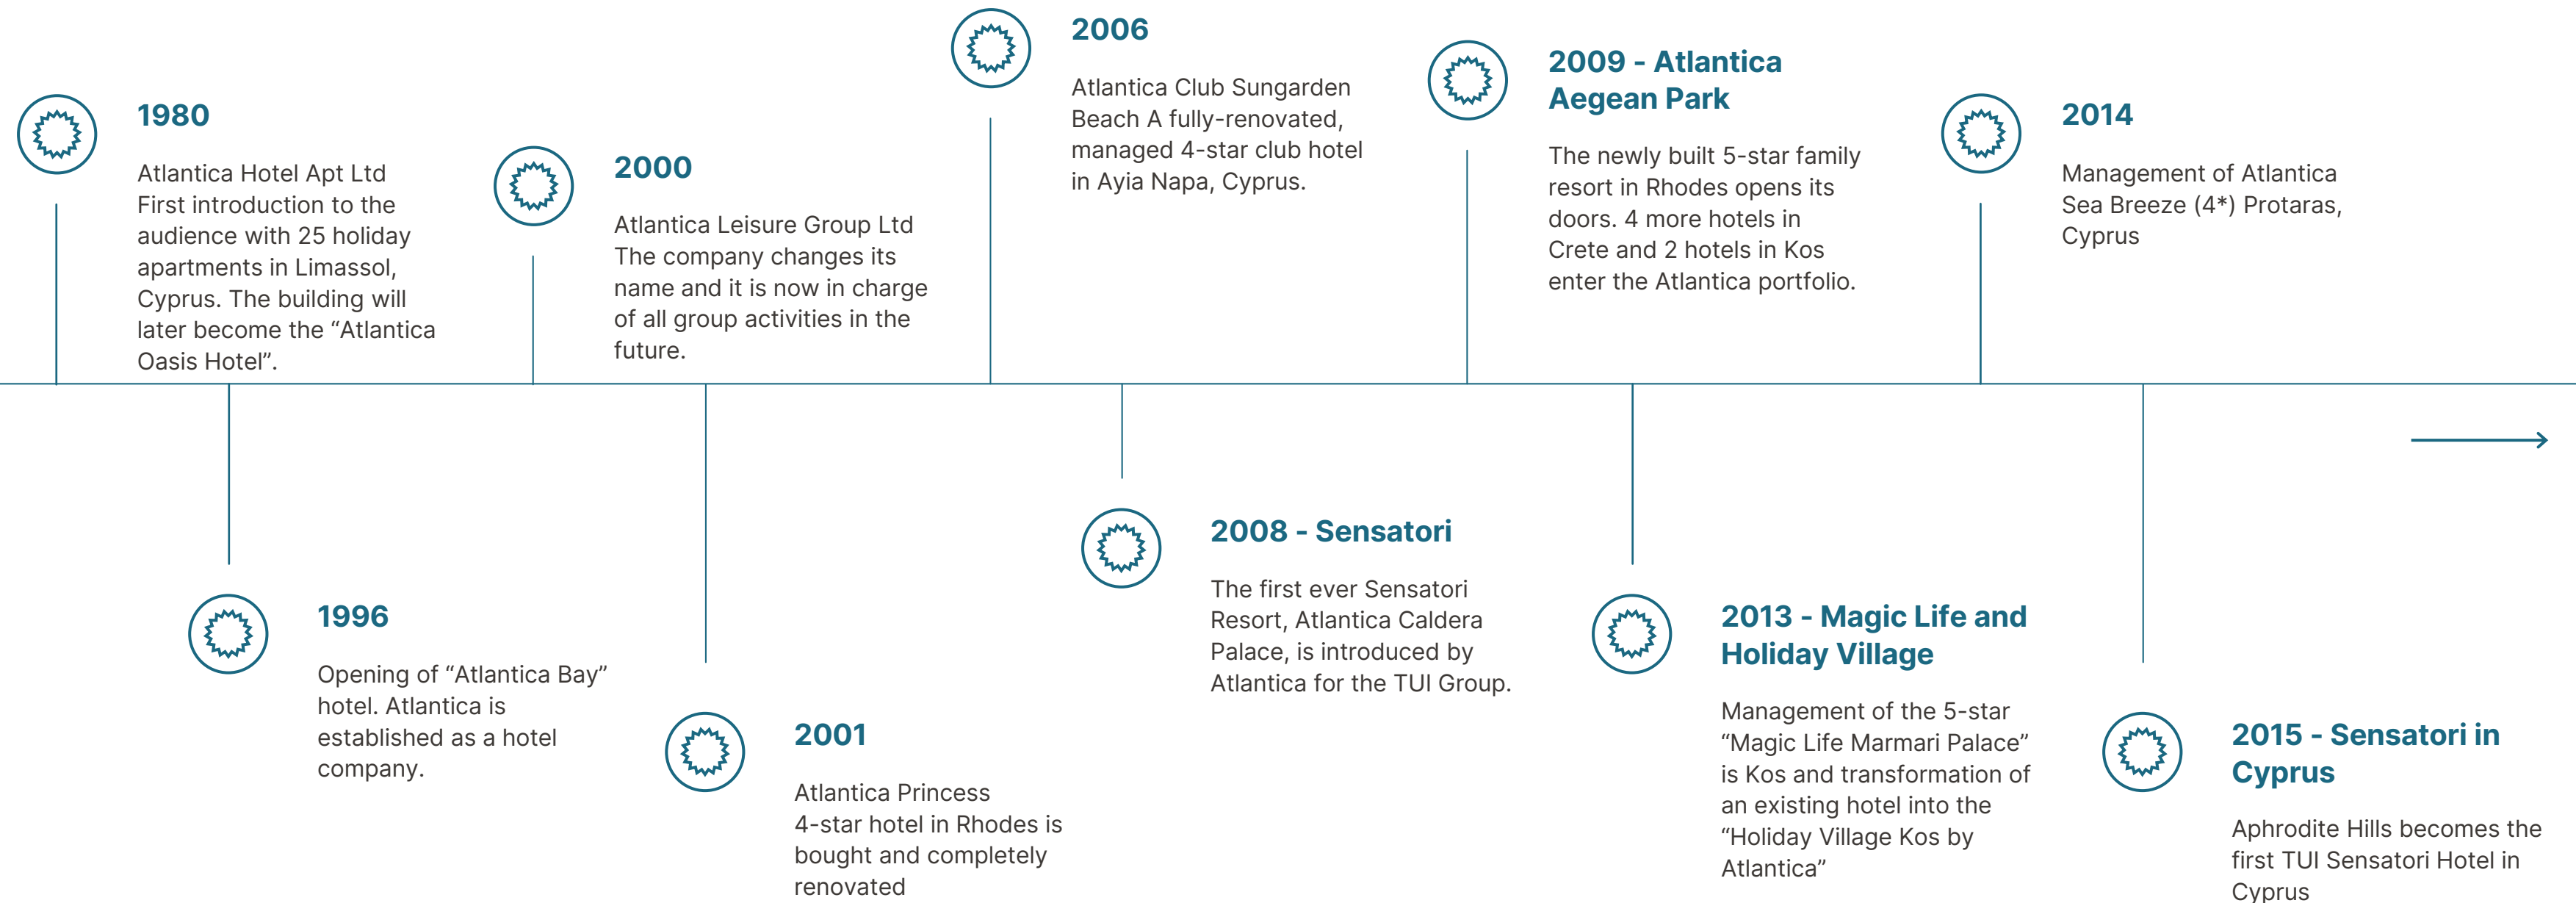 1980
Atlantica Hotel Apt Ltd
First introduction to the
audience with 25 holiday
apartments in Limassol,
Cyprus. The building will
later become the “Atlantica
Oasis Hotel”.
1996
Opening of “Atlantica Bay”
hotel. Atlantica is
established as a hotel
company.
2000
Atlantica Leisure Group Ltd
The company changes its
name and it is now in charge
of all group activities in the
future.
2001
Atlantica Princess
4-star hotel in Rhodes is
bought and completely
renovated
2006
Atlantica Club Sungarden
Beach A fully-renovated,
managed 4-star club hotel
in Ayia Napa, Cyprus.
2008 - Sensatori
The first ever Sensatori
Resort, Atlantica Caldera
Palace, is introduced by
Atlantica for the TUI Group.
2009 - Atlantica
Aegean Park
The newly built 5-star family
resort in Rhodes opens its
doors. 4 more hotels in
Crete and 2 hotels in Kos
enter the Atlantica portfolio.
2013 - Magic Life and
Holiday Village
Management of the 5-star
“Magic Life Marmari Palace”
is Kos and transformation of
an existing hotel into the
“Holiday Village Kos by
Atlantica”
2014
Management of Atlantica
Sea Breeze (4*) Protaras,
Cyprus
2015 - Sensatori in
Cyprus
Aphrodite Hills becomes the
first TUI Sensatori Hotel in
Cyprus